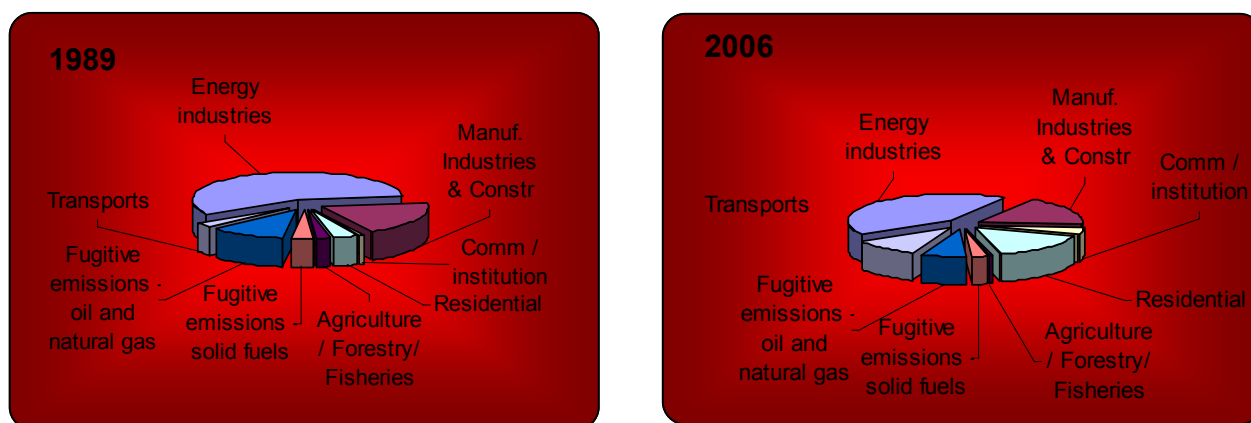 1989
Energy
industries
Manuf.
Industries
& Constr
Transports
Comm /
institution
Fugitive
emissions -
oil and
natural gas
Fugitive
emissions
solid fuels
Agriculture
/ Forestry/
Fisheries
Residential
2006
Energy
industries
Manuf.
Industries
& Constr
Comm /
institution
Transports
Residential
Fugitive
emissions -
oil and
natural gas
Fugitive
emissions
solid fuels
Agriculture
/ Forestry/
Fisheries